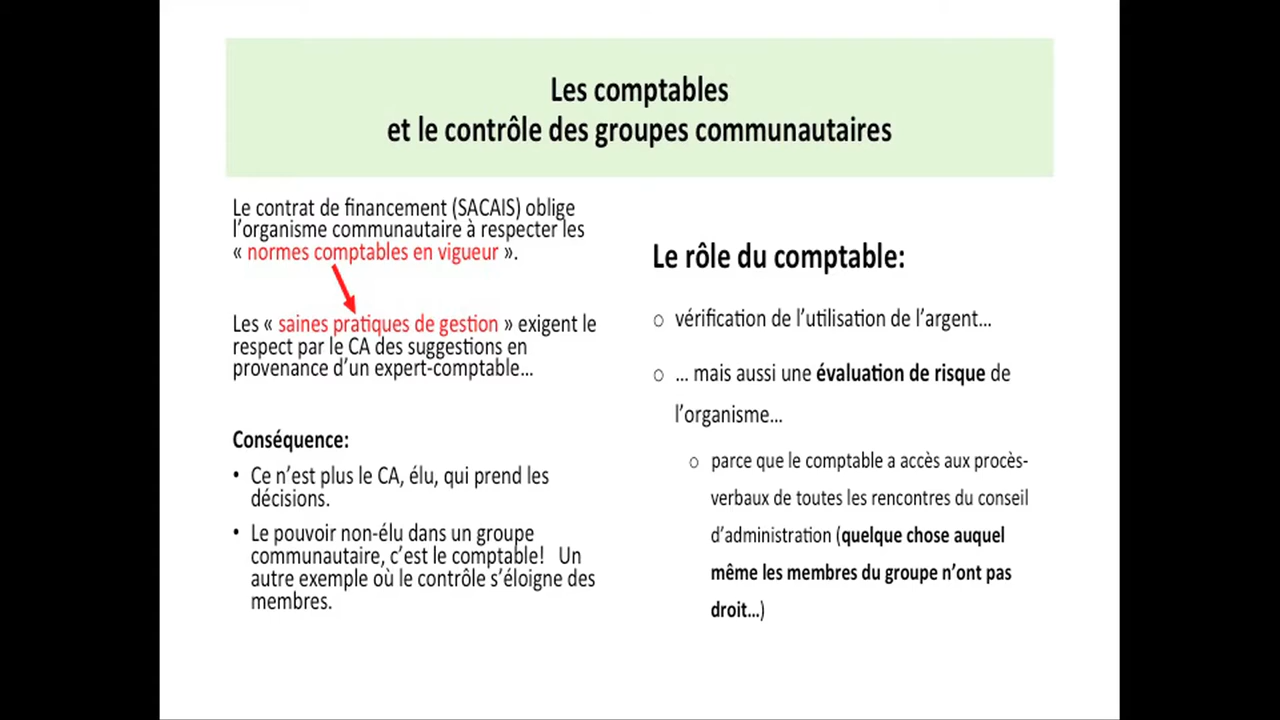 Les comptables
et le contrôle des groupes communautaires
Le contrat de financement (SACAIS) oblige
l’organisme communautaire à respecter les
« normes comptables en vigueur ».
Les « saines pratiques de gestion » exigent le
respect par le CA des suggestions en
provenance d’un expert-comptable…
Conséquence:
• Ce n’est plus le CA, élu, qui prend les
décisions.
• Le pouvoir non-élu dans un groupe
communautaire, c’est le comptable! Un
autre exemple où le contrôle s’éloigne des
membres.
Le rôle du comptable:
o vérification de l’utilisation de l’argent…
o … mais aussi une évaluation de risque de
l’organisme…
o parce que le comptable a accès aux procès-
verbaux de toutes les rencontres du conseil
d’administration (quelque chose auquel
même les membres du groupe n’ont pas
droit…)